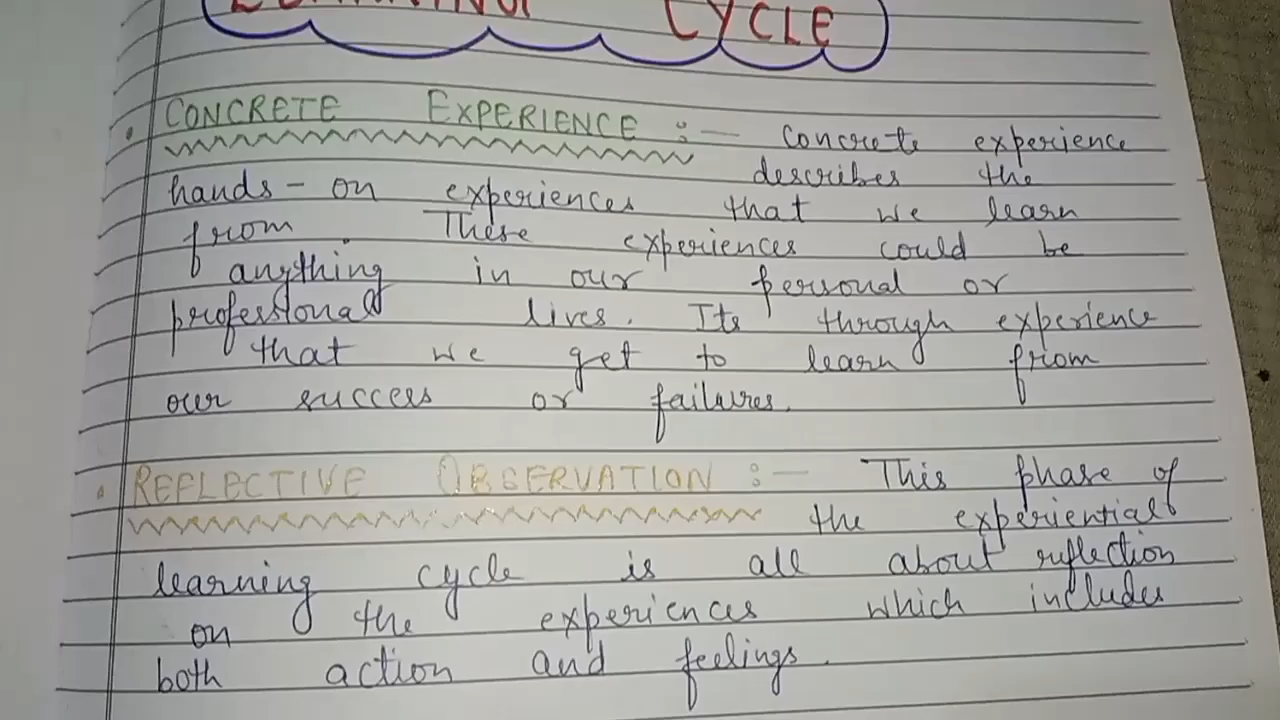 LEARNING CYCLE
CONCRETE EXPERIENCE :- Concrete experience
describes the
hands-on experiences that we learn
from These experiences could be
anything in our personal or
professional lives. Its through experience
that we get to learn from
our success or failures.
REFLECTIVE OBSERVATION :- This phase of
the experiential
learning cycle is all about reflection
on the experiences which includes
both action and feelings.